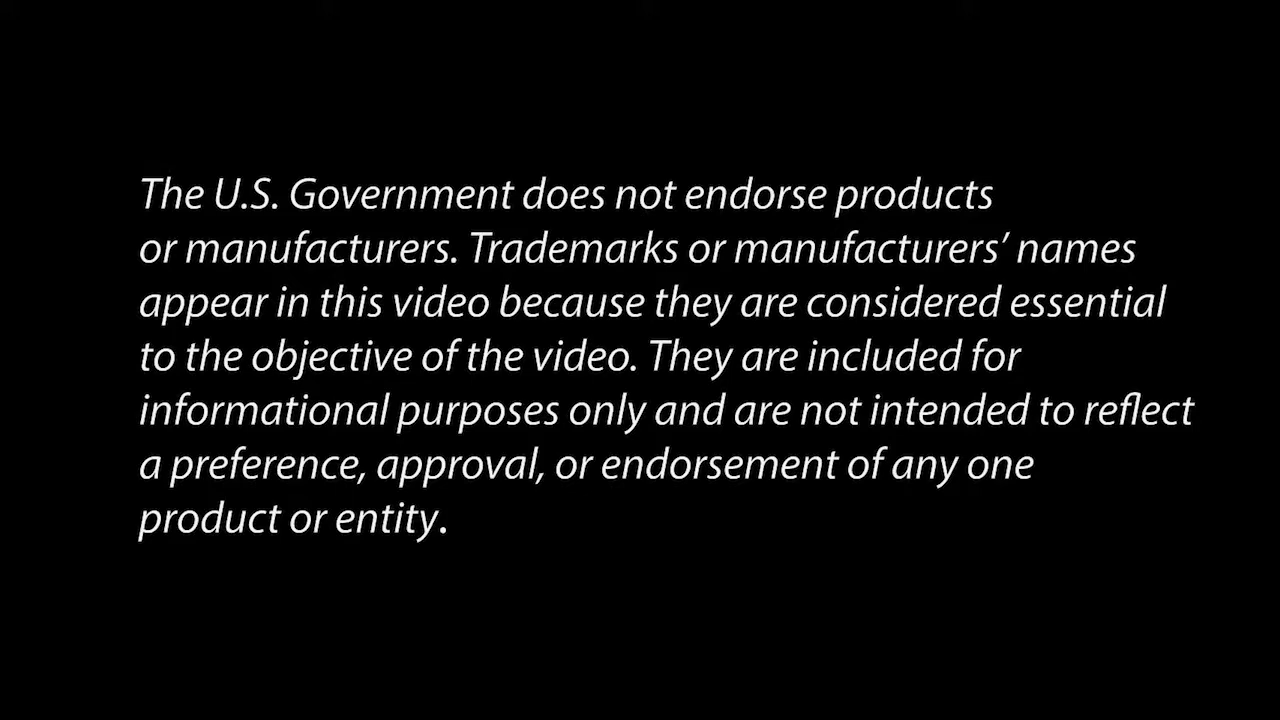 The U.S. Government does not endorse products
or manufacturers. Trademarks or manufacturers’ names
appear in this video because they are considered essential
to the objective of the video. They are included for
informational purposes only and are not intended to reflect
a preference, approval, or endorsement of any one
product or entity.